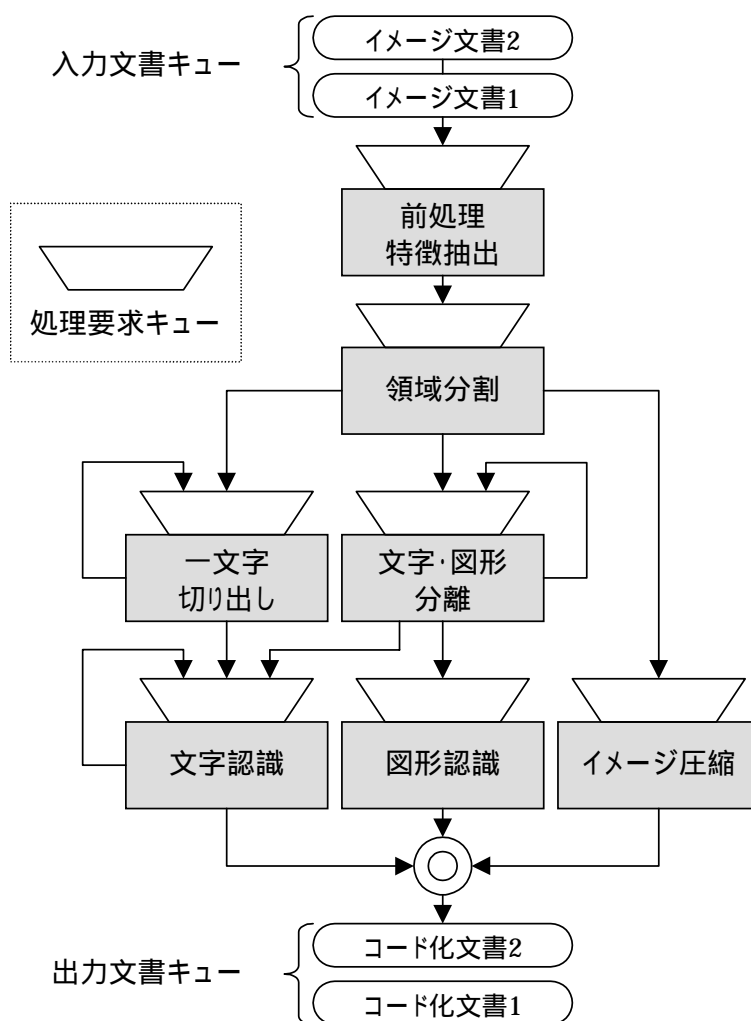 イメージ文書2
入力文書キュー
イメージ文書1
前処理
特徴抽出
処理要求キュー
領域分割
一文字
切り出し
文字・図形
分離
文字認識
図形認識
イメージ圧縮
コード化文書2
出力文書キュー
コード化文書1